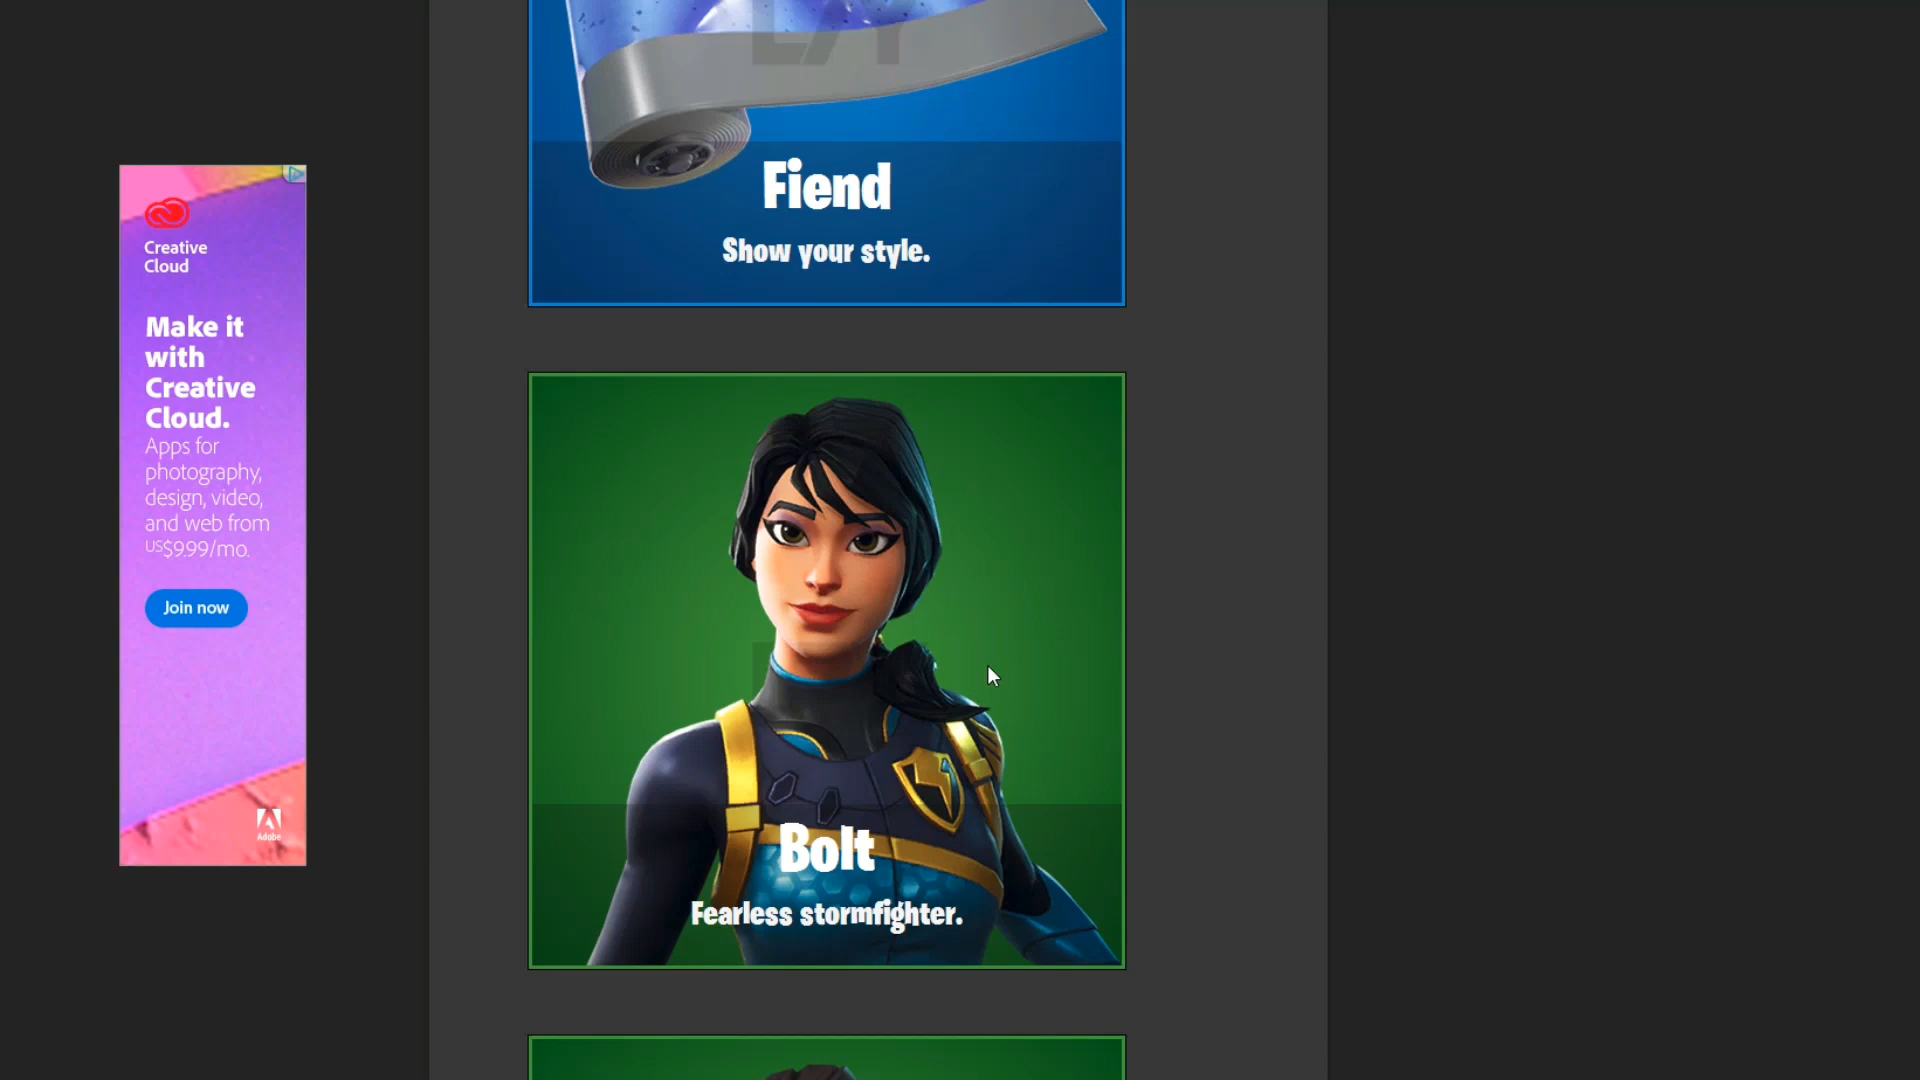 Fiend
Show your style.
Creative
Cloud
Make it
with
Creative
Cloud.
Apps for
photography,
design, video,
and web from
US$9.99/mo.
Join now
Adobe
Bolt
Fearless stormfighter.